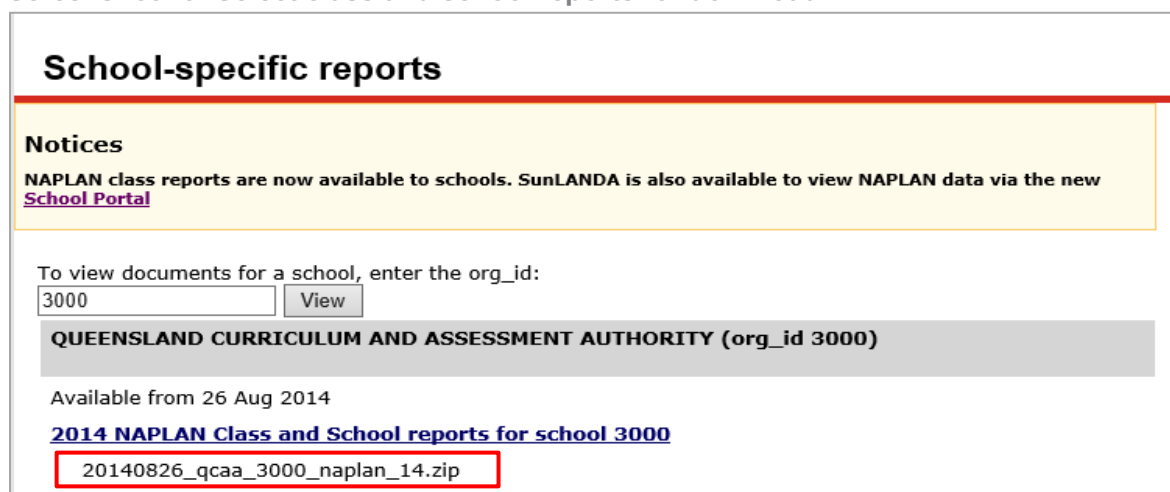 School-specific reports
Notices
NAPLAN class reports are now available to schools. SunLANDA is also available to view NAPLAN data via the new
School Portal
To view documents for a school, enter the org_id:
3000 View
QUEENSLAND CURRICULUM AND ASSESSMENT AUTHORITY (org_id 3000)
Available from 26 Aug 2014
2014 NAPLAN Class and School reports for school 3000
20140826_qcaa_3000_naplan_14.zip